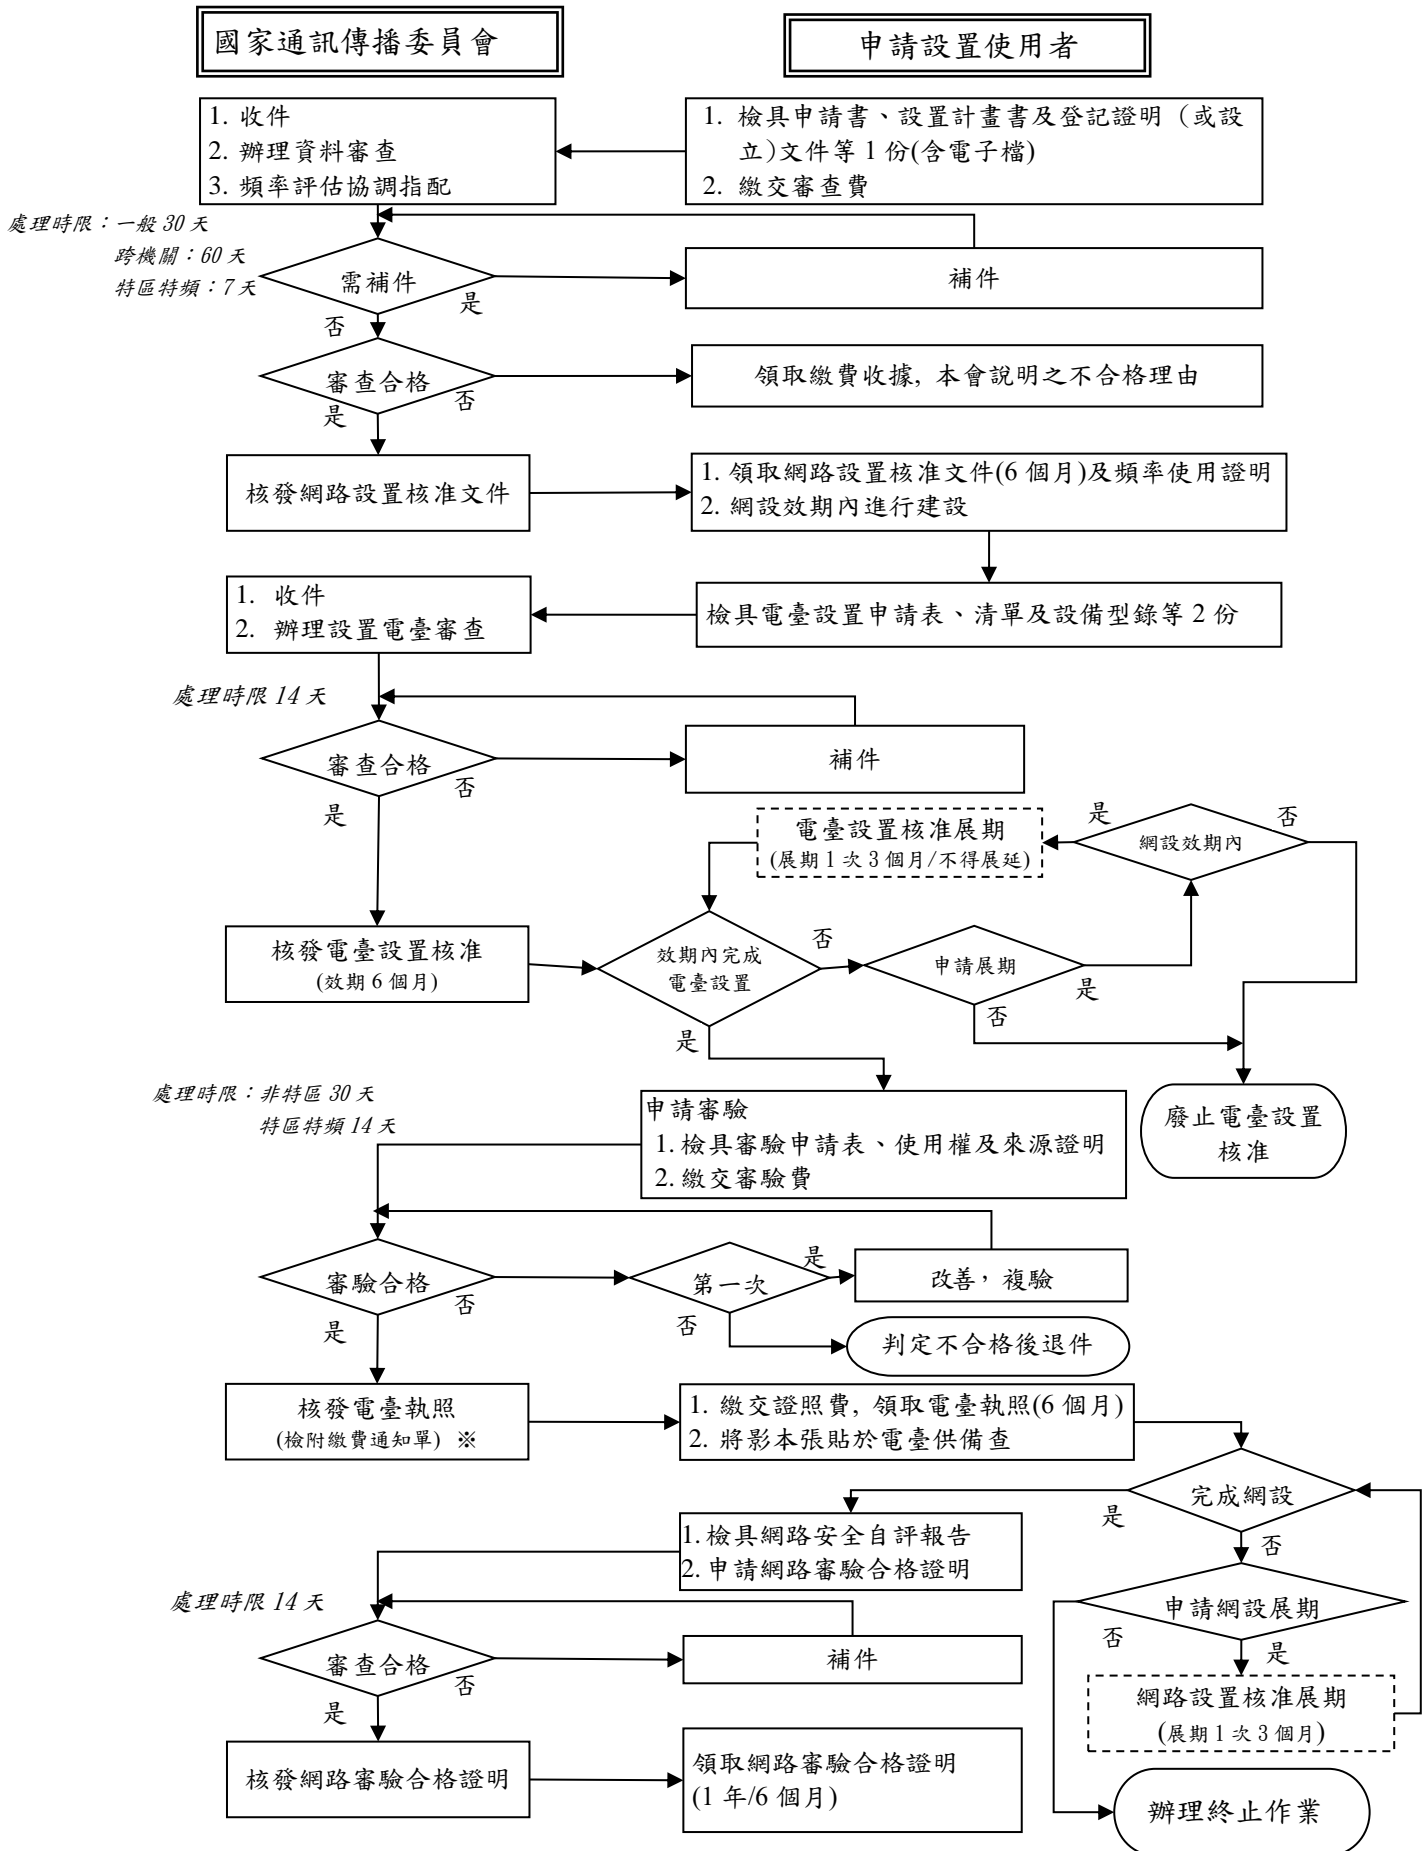 國家通訊傳播委員會
申請設置使用者
1. 收件
2. 辦理資料審查
3. 頻率評估協調指配
1. 檢具申請書、設置計畫書及登記證明（或設
立）文件等 1 份(含電子檔)
2. 繳交審查費
處理時限：一般 30 天
跨機關：60 天
特區特頻：7 天
需補件
是
否
補件
審查合格
否
是
領取繳費收據, 本會說明之不合格理由
核發網路設置核准文件
1. 領取網路設置核准文件(6 個月)及頻率使用證明
2. 網設效期內進行建設
1. 收件
2. 辦理設置電臺審查
檢具電臺設置申請表、清單及設備型錄等 2 份
處理時限 14 天
審查合格
否
是
補件
電臺設置核准展期
(展期 1 次 3 個月/不得展延)
是
網設效期內
否
核發電臺設置核准
(效期 6 個月)
效期內完成
電臺設置
否
是
申請展期
是
否
廢止電臺設置
核准
處理時限：非特區 30 天
特區特頻 14 天
申請審驗
1. 檢具審驗申請表、使用權及來源證明
2. 繳交審驗費
審驗合格
否
是
第一次
是
否
改善，複驗
判定不合格後退件
核發電臺執照
(檢附繳費通知單) ※
1. 繳交證照費, 領取電臺執照(6 個月)
2. 將影本張貼於電臺供備查
完成網設
是
否
1. 檢具網路安全自評報告
2. 申請網路審驗合格證明
處理時限 14 天
申請網設展期
否
是
審查合格
否
是
補件
網路設置核准展期
(展期 1 次 3 個月)
核發網路審驗合格證明
領取網路審驗合格證明
(1 年/6 個月)
辦理終止作業